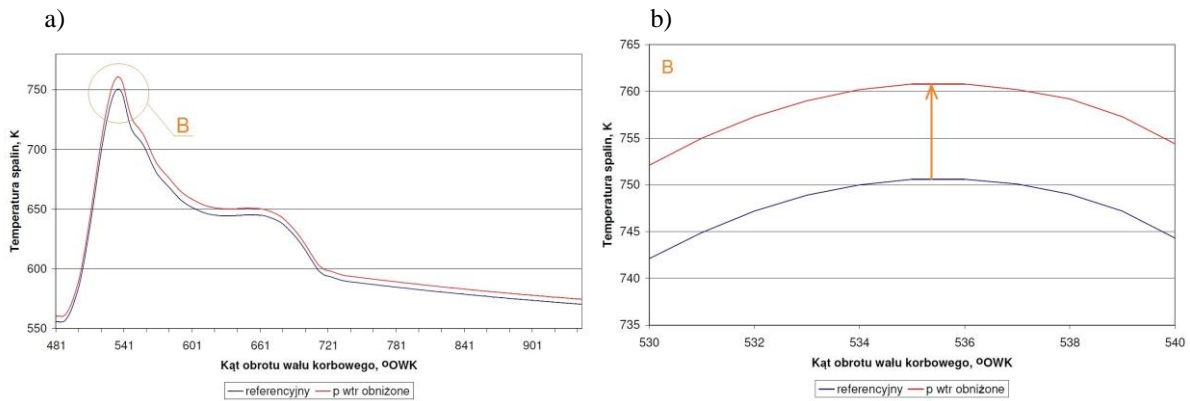 a)
Temperatura spalin, K
750
700
650
600
550
481 541 601 661 721 781 841 901
B
Kąt obrotu wału korbowego, ºOWK
referencyjny p wtr obniżone
b)
Temperatura spalin, K
765
760
755
750
745
740
735
530 532 534 536 538 540
B
Kąt obrotu wału korbowego, ºOWK
referencyjny p wtr obniżone